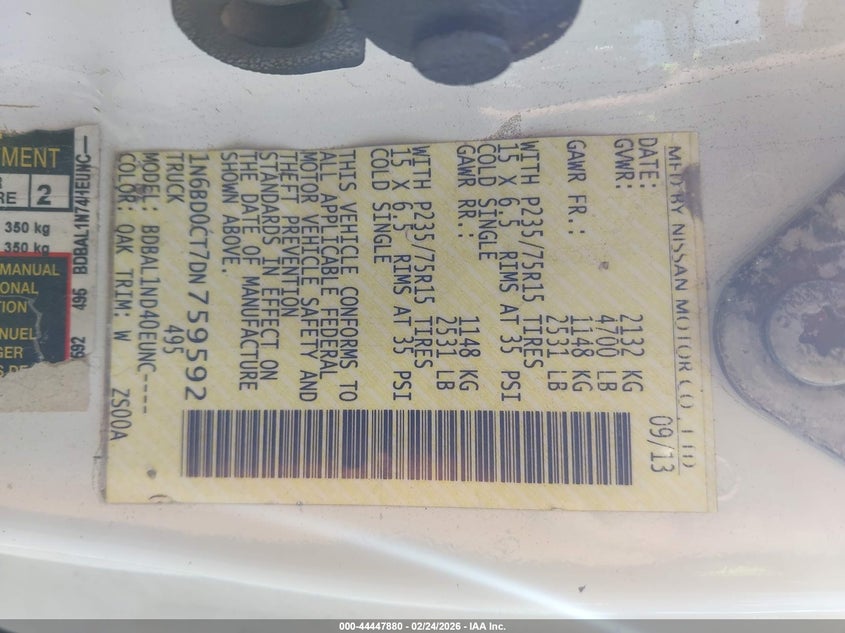 MFD BY NISSAN MOTOR CO., LTD
DATE: 09/13
GVWR: 2132 KG
4700 LB
GAWR FR.: 1148 KG
2531 LB
WITH P235/75R15 TIRES
15 X 6.5 RIMS AT 35 PSI
COLD SINGLE
GAWR RR.: 1148 KG
2531 LB
WITH P235/75R15 TIRES
15 X 6.5 RIMS AT 35 PSI
COLD SINGLE
THIS VEHICLE CONFORMS TO
ALL APPLICABLE FEDERAL
MOTOR VEHICLE SAFETY AND
THEFT PREVENTION
STANDARDS IN EFFECT ON
THE DATE OF MANUFACTURE
SHOWN ABOVE.
1N6BD0CT7DN759592
TRUCK 495
MODEL: BDBAL1ND40EUNC----
COLOR: QAK TRIM: W ZS00A
MENT
RE 2
350 kg
350 kg
MANUAL
ONAL
TION
NUEL
GER
692 495
000-44447880 - 02/24/2026 - IAA Inc.